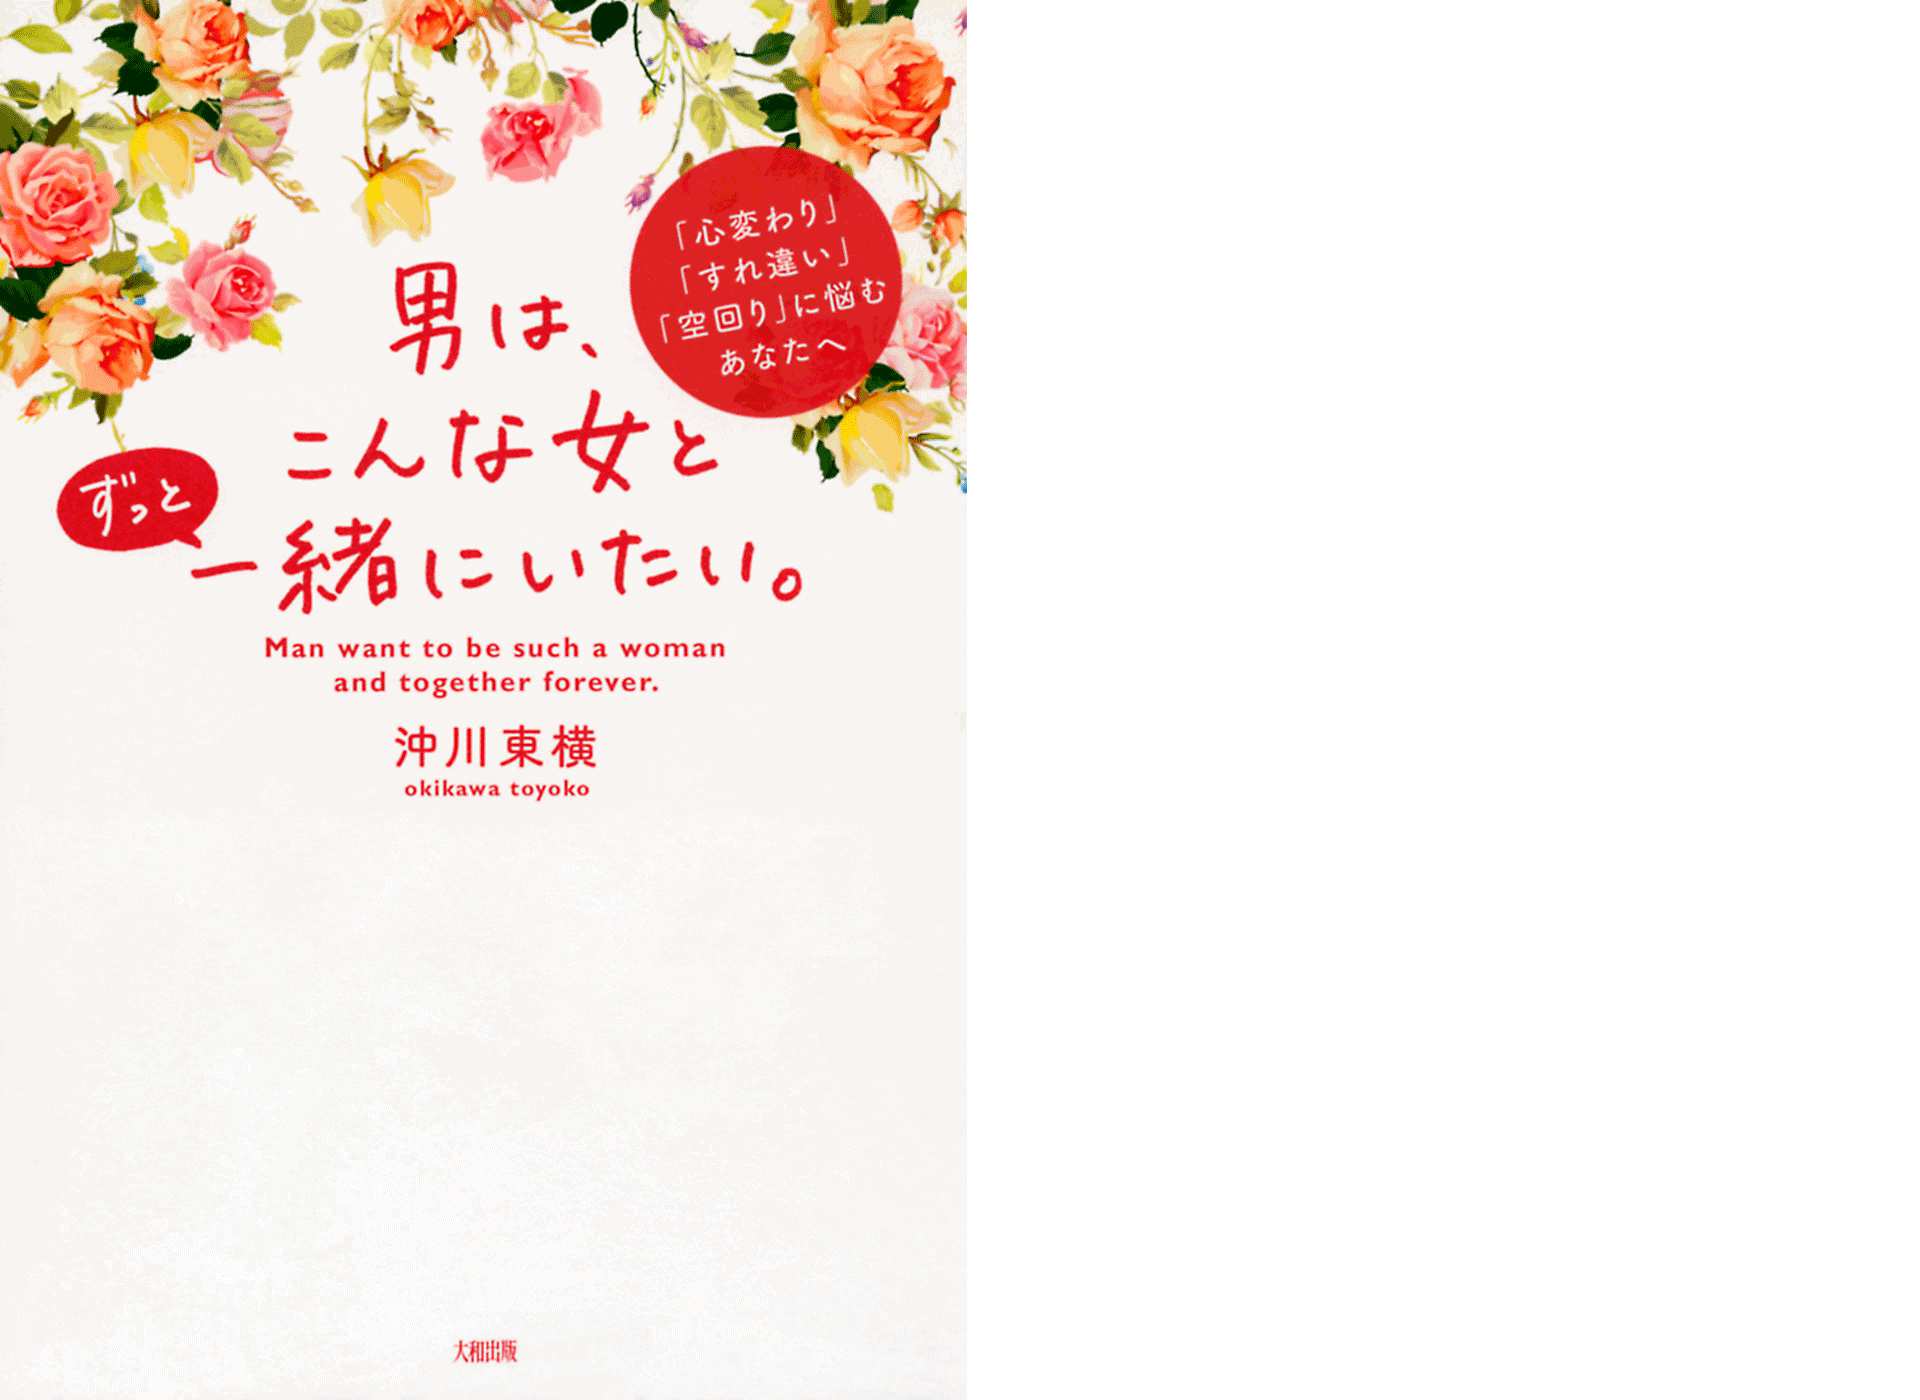 「心変わり」
「すれ違い」
「空回り」に悩む
あなたへ
男は、
こんな女と
ずっと
一緒にいたい。
Man want to be such a woman
and together forever.
沖川東横
okikawa toyoko
大和出版